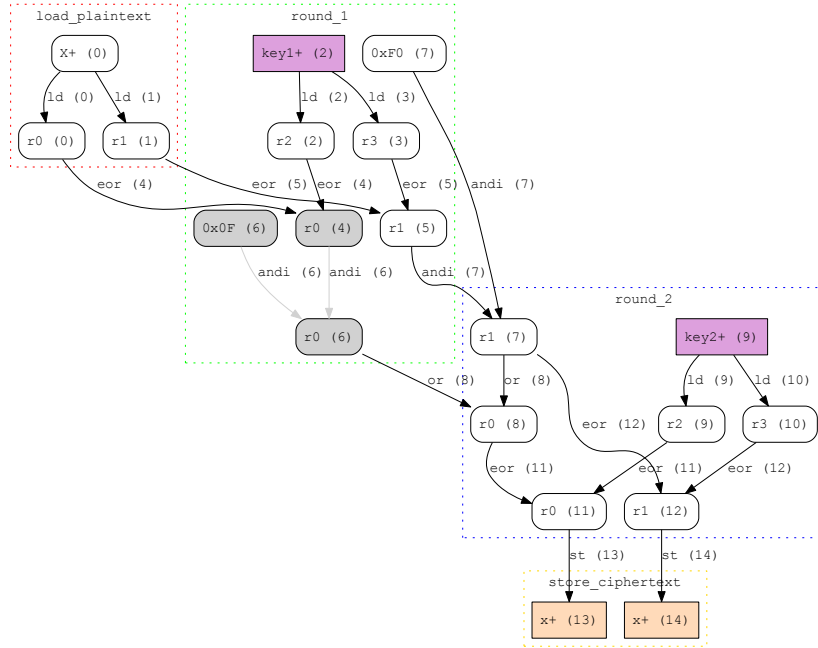 load_plaintext
round_1
X+ (0)
key1+ (2)
0xF0 (7)
ld (0)
ld (1)
ld (2)
ld (3)
r0 (0)
r1 (1)
r2 (2)
r3 (3)
eor (4)
eor (5)
eor (4)
eor (5)
andi (7)
0x0F (6)
r0 (4)
r1 (5)
andi (6)
andi (6)
andi (7)
round_2
r0 (6)
r1 (7)
key2+ (9)
or (8)
or (8)
ld (9)
ld (10)
r0 (8)
r2 (9)
r3 (10)
eor (12)
eor (11)
eor (11)
eor (12)
r0 (11)
r1 (12)
st (13)
st (14)
store_ciphertext
x+ (13)
x+ (14)